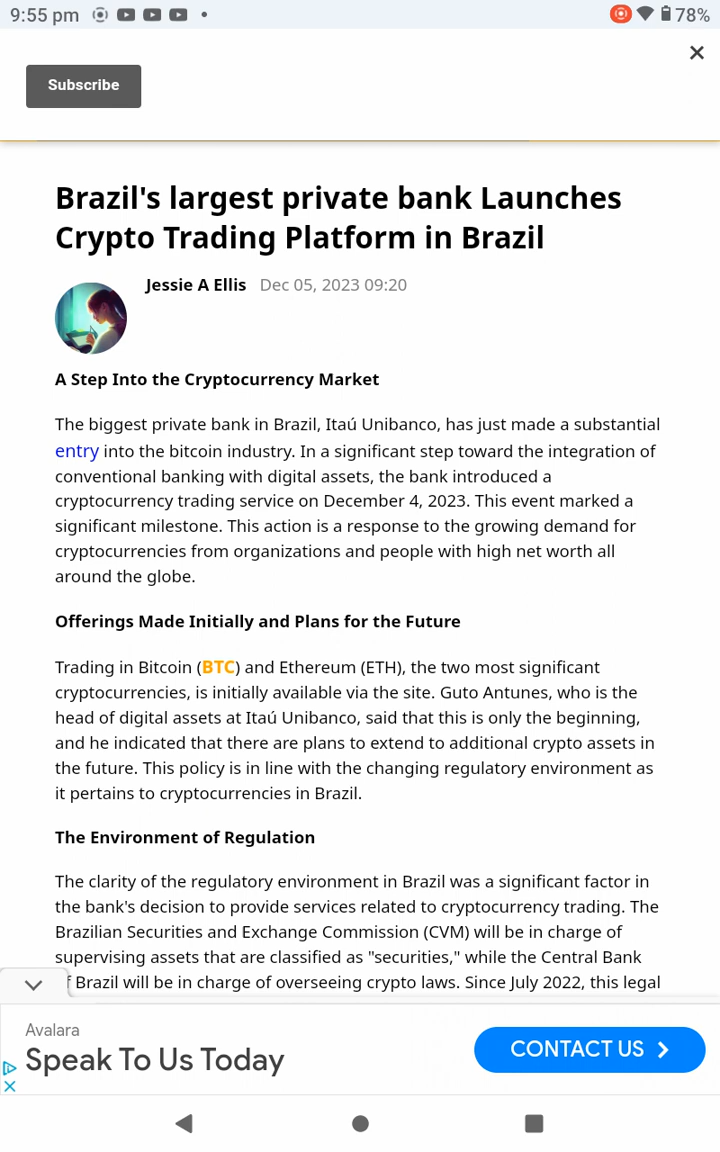 9:55 pm
78%
Subscribe
Brazil's largest private bank Launches
Crypto Trading Platform in Brazil
Jessie A Ellis Dec 05, 2023 09:20
A Step Into the Cryptocurrency Market
The biggest private bank in Brazil, Itaú Unibanco, has just made a substantial
entry into the bitcoin industry. In a significant step toward the integration of
conventional banking with digital assets, the bank introduced a
cryptocurrency trading service on December 4, 2023. This event marked a
significant milestone. This action is a response to the growing demand for
cryptocurrencies from organizations and people with high net worth all
around the globe.
Offerings Made Initially and Plans for the Future
Trading in Bitcoin (BTC) and Ethereum (ETH), the two most significant
cryptocurrencies, is initially available via the site. Guto Antunes, who is the
head of digital assets at Itaú Unibanco, said that this is only the beginning,
and he indicated that there are plans to extend to additional crypto assets in
the future. This policy is in line with the changing regulatory environment as
it pertains to cryptocurrencies in Brazil.
The Environment of Regulation
The clarity of the regulatory environment in Brazil was a significant factor in
the bank's decision to provide services related to cryptocurrency trading. The
Brazilian Securities and Exchange Commission (CVM) will be in charge of
supervising assets that are classified as "securities," while the Central Bank
f Brazil will be in charge of overseeing crypto laws. Since July 2022, this legal
Avalara
Speak To Us Today
CONTACT US